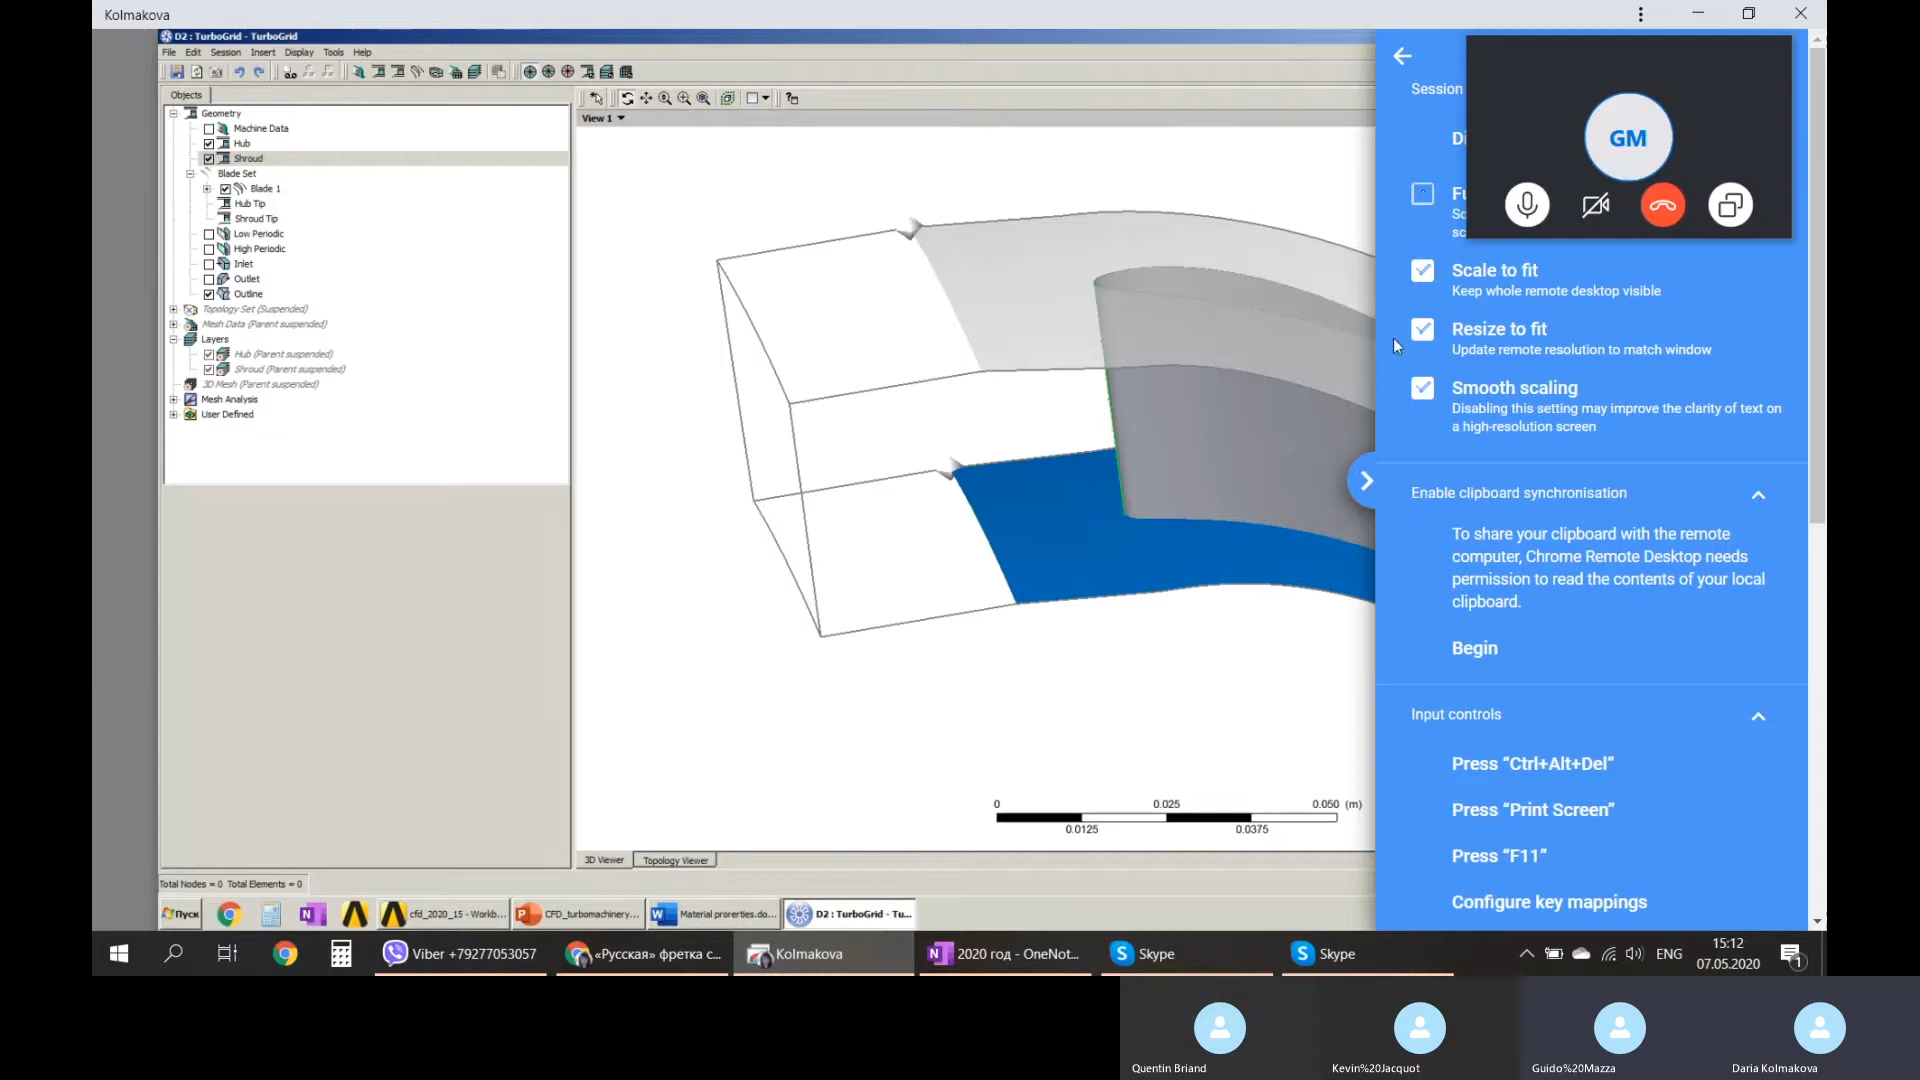 Kolmakova
D2 : TurboGrid - TurboGrid
File Edit Session Insert Display Tools Help
Objects
Geometry
Machine Data
Hub
Shroud
Blade Set
Blade 1
Hub Tip
Shroud Tip
Low Periodic
High Periodic
Inlet
Outlet
Outline
Topology Set (Suspended)
Mesh Data (Parent suspended)
Layers
Hub (Parent suspended)
Shroud (Parent suspended)
3D Mesh (Parent suspended)
Mesh Analysis
User Defined
View 1
0 0.025 0.050 (m)
0.0125 0.0375
3D Viewer Topology Viewer
Total Nodes = 0 Total Elements = 0
Session
GM
Scale to fit
Keep whole remote desktop visible
Resize to fit
Update remote resolution to match window
Smooth scaling
Disabling this setting may improve the clarity of text on
a high-resolution screen
Enable clipboard synchronisation
To share your clipboard with the remote
computer, Chrome Remote Desktop needs
permission to read the contents of your local
clipboard.
Begin
Input controls
Press “Ctrl+Alt+Del”
Press “Print Screen”
Press “F11”
Configure key mappings
Пуск cfd_2020_15 - Workb... CFD_turbomachinery... Material prorerties.do... D2 : TurboGrid - Tu...
Viber +79277053057 «Русская» фретка с... Kolmakova 2020 год - OneNot... Skype Skype ENG 15:12
07.05.2020
1
Quentin Briand Kevin%20Jacquot Guido%20Mazza Daria Kolmakova